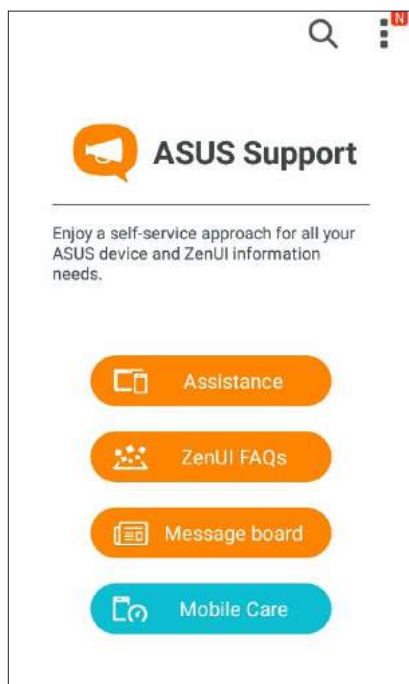 N
ASUS Support
Enjoy a self-service approach for all your
ASUS device and ZenUI information
needs.
Assistance
ZenUI FAQs
Message board
Mobile Care